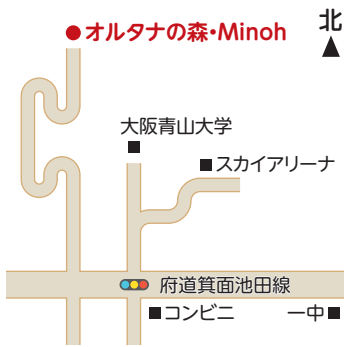 オルタナの森・Minoh
北
大阪青山大学
スカイアリーナ
府道箕面池田線
コンビニ
一中